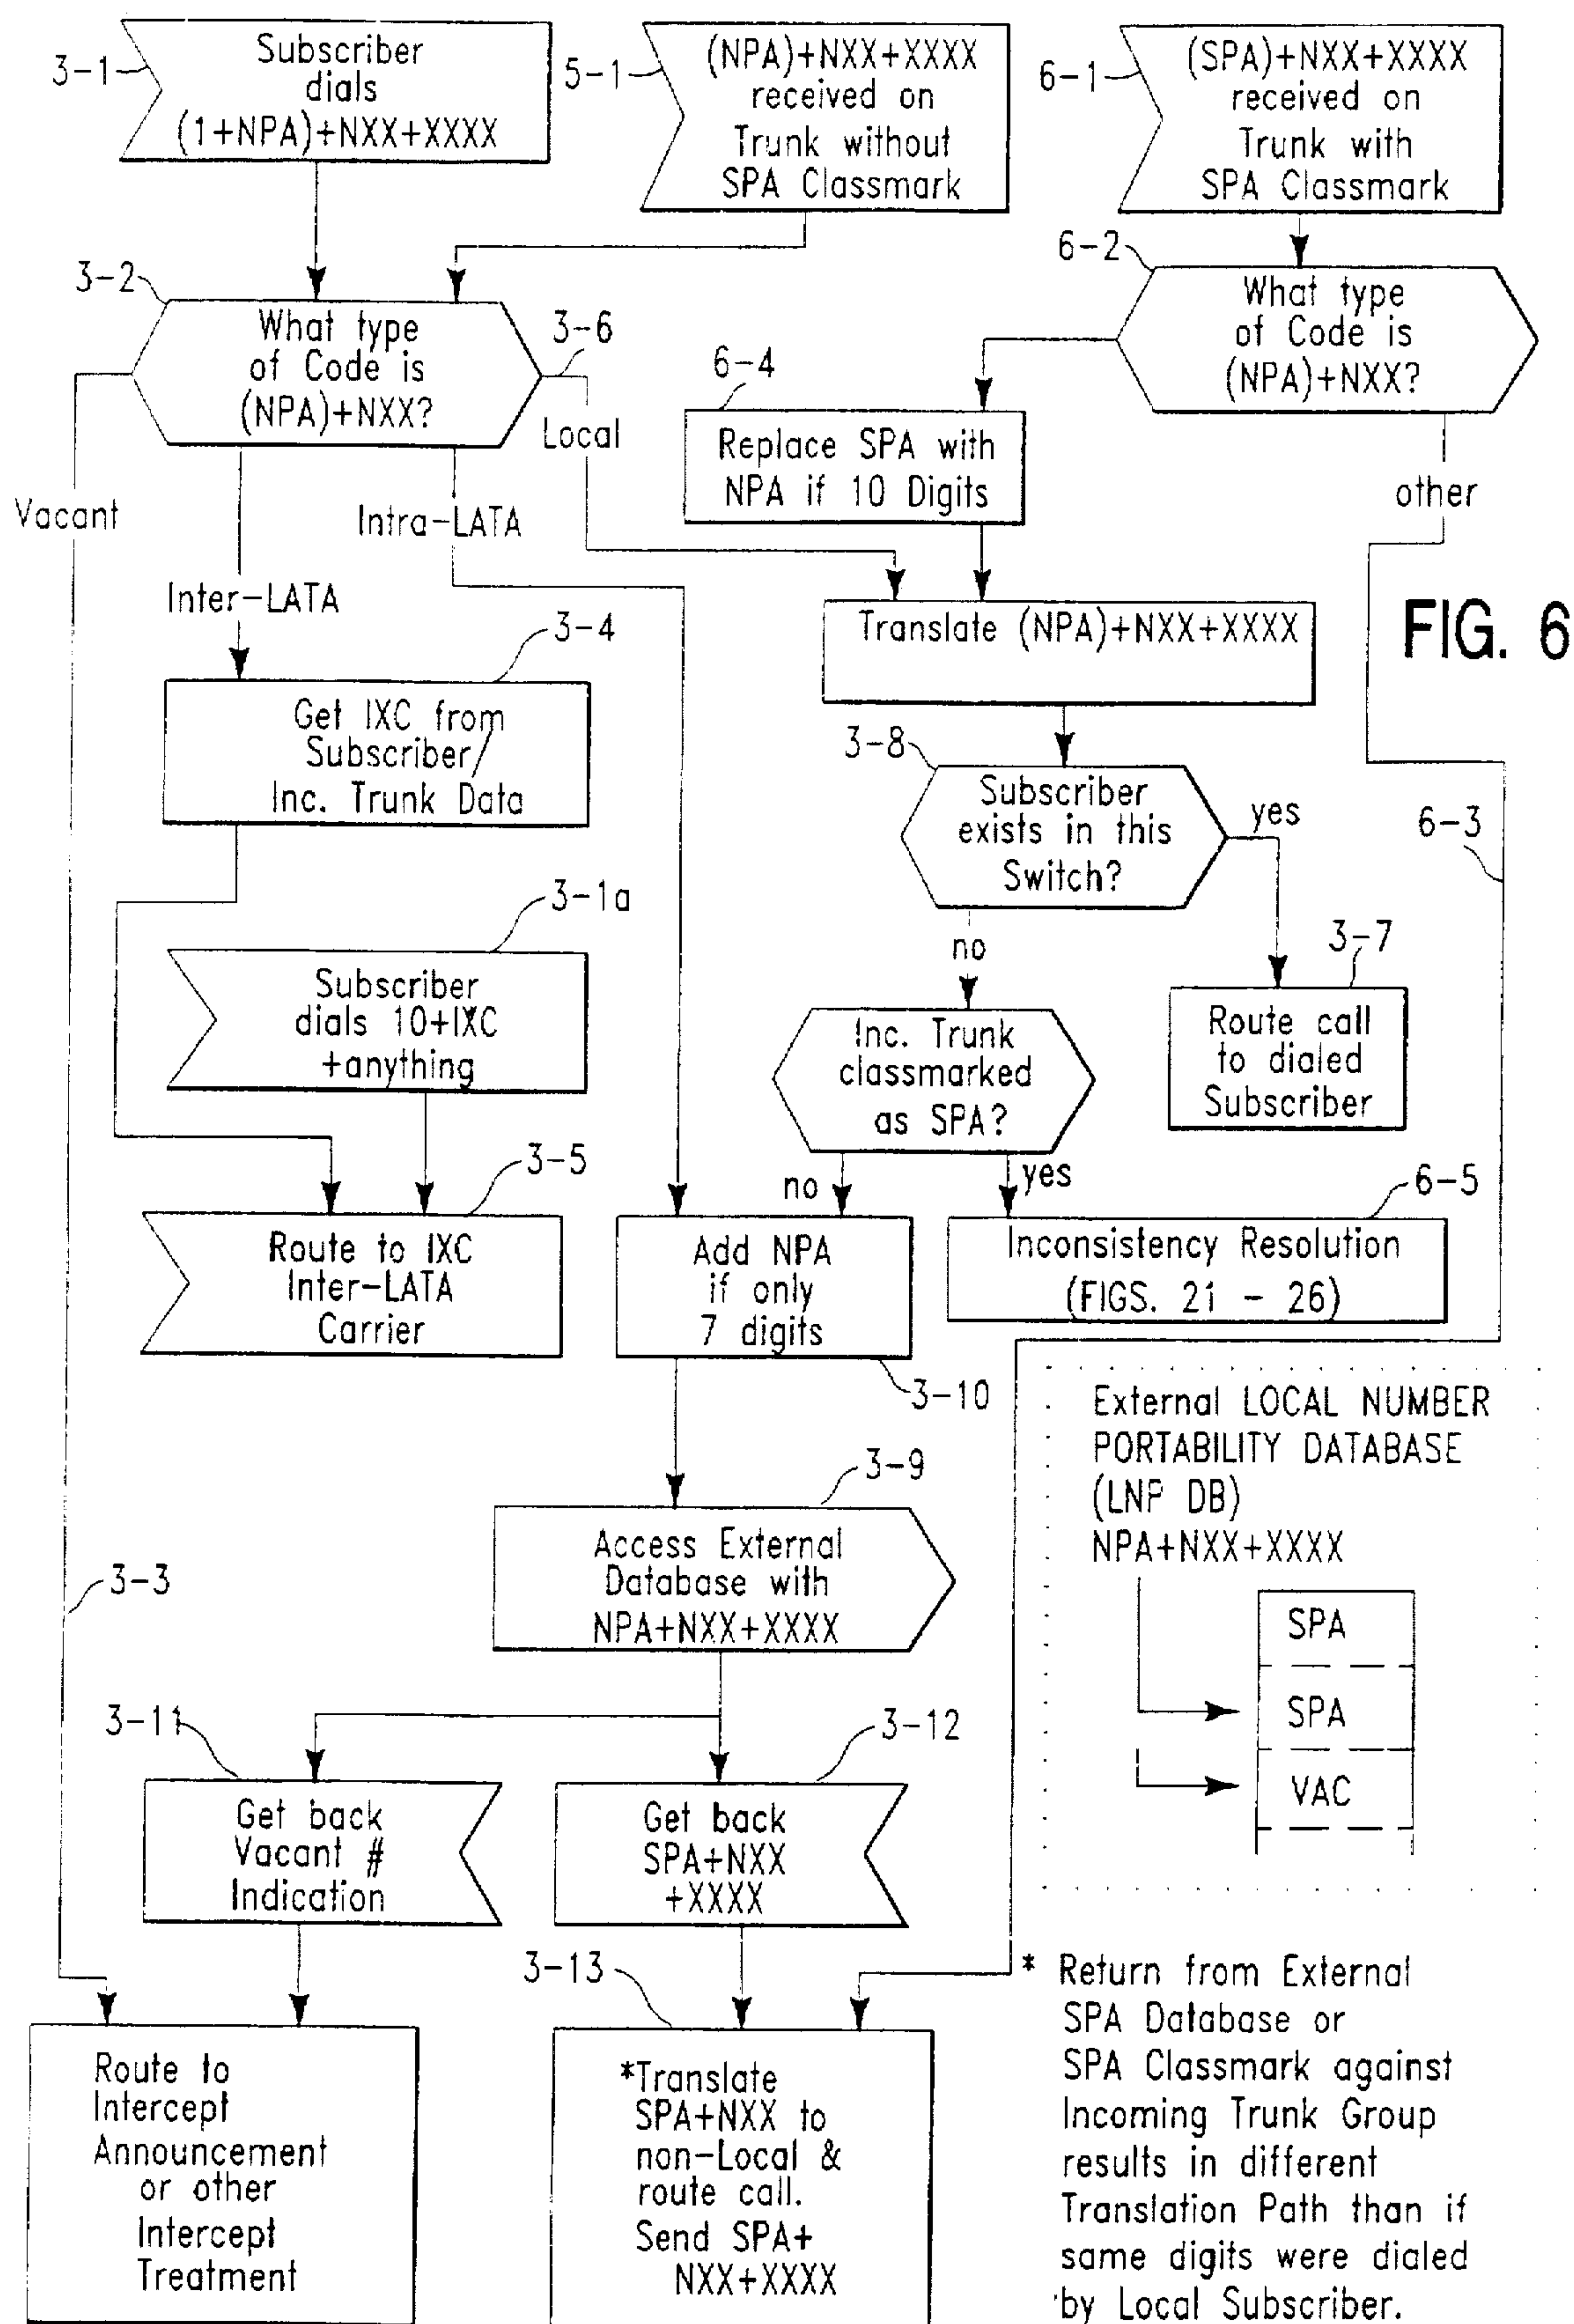 3-1
Subscriber
dials
(1+NPA)+NXX+XXXX
5-1
(NPA)+NXX+XXXX
received on
Trunk without
SPA Classmark
6-1
(SPA)+NXX+XXXX
received on
Trunk with
SPA Classmark
3-2
What type
of Code is
(NPA)+NXX?
3-6
6-2
What type
of Code is
(NPA)+NXX?
6-4
Replace SPA with
NPA if 10 Digits
Local
Vacant
Intra-LATA
other
Inter-LATA
Translate (NPA)+NXX+XXXX
FIG. 6
3-4
Get IXC from
Subscriber/
Inc. Trunk Data
3-8
Subscriber
exists in this
Switch?
yes
6-3
no
3-7
Route call
to dialed
Subscriber
3-1a
Subscriber
dials 10+IXC
+anything
Inc. Trunk
classmarked
as SPA?
no
yes
3-5
Route to IXC
Inter-LATA
Carrier
Add NPA
if only
7 digits
3-10
6-5
Inconsistency Resolution
(FIGS. 21 - 26)
External LOCAL NUMBER
PORTABILITY DATABASE
(LNP DB)
NPA+NXX+XXXX
SPA
SPA
VAC
3-9
Access External
Database with
NPA+NXX+XXXX
3-3
3-11
Get back
Vacant #
Indication
3-12
Get back
SPA+NXX
+XXXX
3-13
Route to
Intercept
Announcement
or other
Intercept
Treatment
*Translate
SPA+NXX to
non-Local &
route call.
Send SPA+
NXX+XXXX
* Return from External
SPA Database or
SPA Classmark against
Incoming Trunk Group
results in different
Translation Path than if
same digits were dialed
by Local Subscriber.